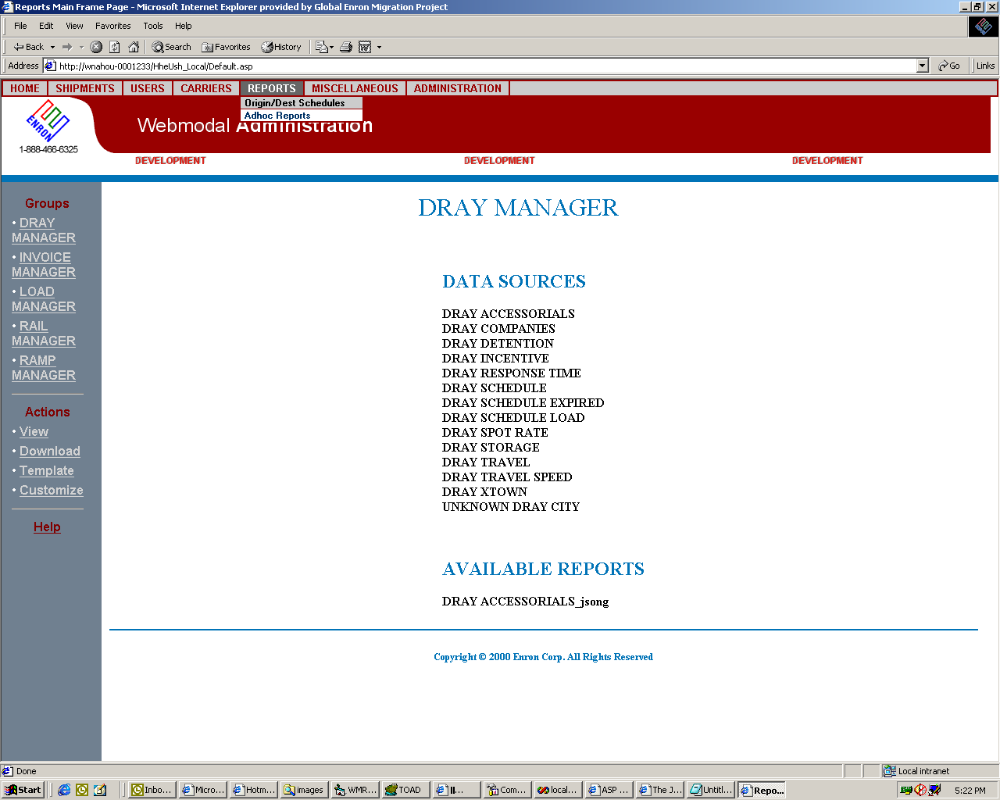 Reports Main Frame Page - Microsoft Internet Explorer provided by Global Enron Migration Project
File Edit View Favorites Tools Help
Back Search Favorites History
Address http://wnahou-0001233/HheUsh_Local/Default.asp Go Links
HOME SHIPMENTS USERS CARRIERS REPORTS MISCELLANEOUS ADMINISTRATION
Origin/Dest Schedules
Adhoc Reports
ENRON
Webmodal Administration
1-888-466-6325
DEVELOPMENT DEVELOPMENT DEVELOPMENT
Groups
• DRAY
MANAGER
• INVOICE
MANAGER
• LOAD
MANAGER
• RAIL
MANAGER
• RAMP
MANAGER
Actions
• View
• Download
• Template
• Customize
Help
DRAY MANAGER
DATA SOURCES
DRAY ACCESSORIALS
DRAY COMPANIES
DRAY DETENTION
DRAY INCENTIVE
DRAY RESPONSE TIME
DRAY SCHEDULE
DRAY SCHEDULE EXPIRED
DRAY SCHEDULE LOAD
DRAY SPOT RATE
DRAY STORAGE
DRAY TRAVEL
DRAY TRAVEL SPEED
DRAY XTOWN
UNKNOWN DRAY CITY
AVAILABLE REPORTS
DRAY ACCESSORIALS_jsong
Copyright © 2000 Enron Corp. All Rights Reserved
Done Local intranet
Start Inbo... Micro... Hotm... images WMR... TOAD Com... local... ASP ... The J... Untitl... Repo... 5:22 PM